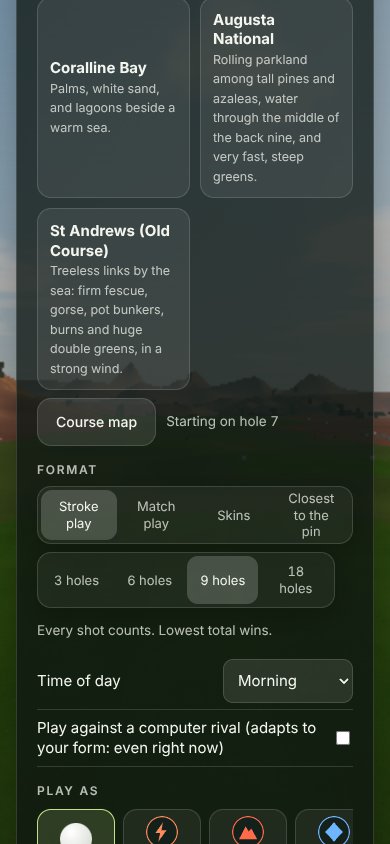 Coralline Bay
Palms, white sand,
and lagoons beside a
warm sea.
Augusta
National
Rolling parkland
among tall pines and
azaleas, water
through the middle of
the back nine, and
very fast, steep
greens.
St Andrews (Old
Course)
Treeless links by the
sea: firm fescue,
gorse, pot bunkers,
burns and huge
double greens, in a
strong wind.
Course map
Starting on hole 7
FORMAT
Stroke
play
Match
play
Skins
Closest
to the
pin
3 holes
6 holes
9 holes
18
holes
Every shot counts. Lowest total wins.
Time of day
Morning
Play against a computer rival (adapts to
your form: even right now)
PLAY AS